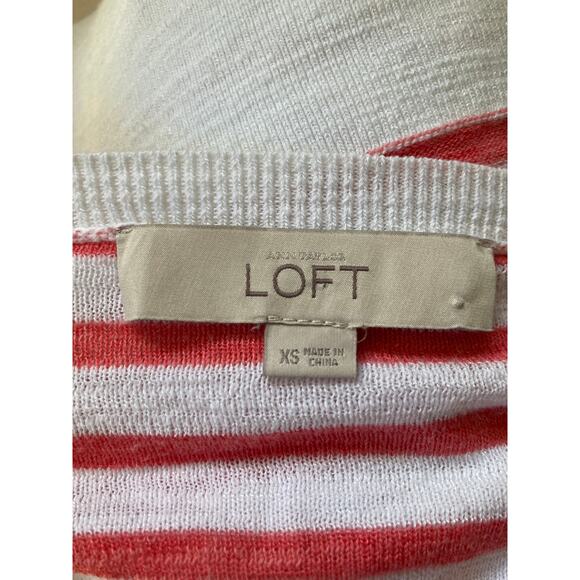 ANN TAYLOR
LOFT
XS MADE IN
CHINA